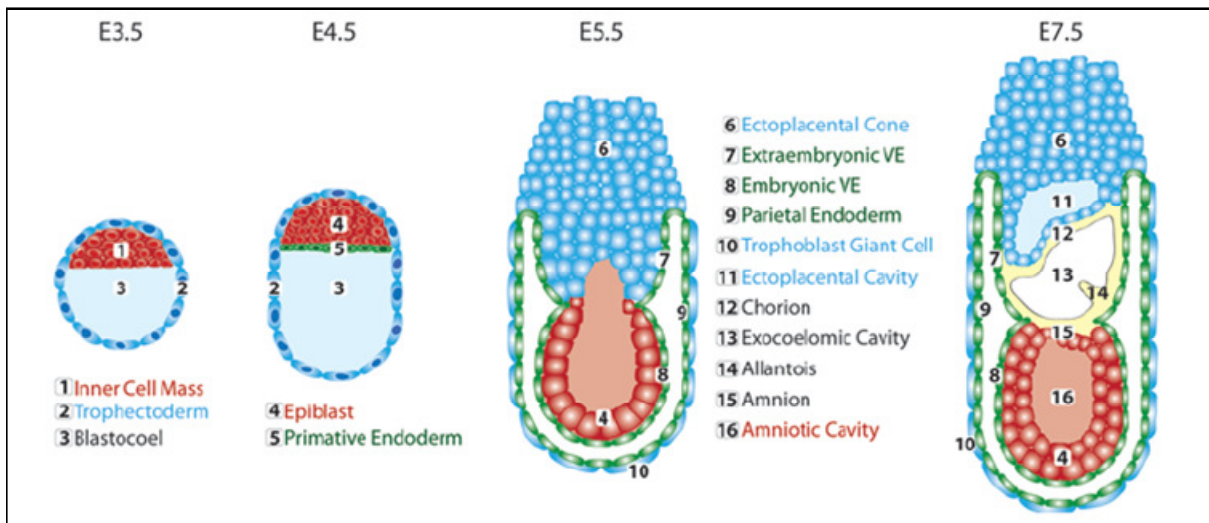 E3.5
E4.5
E5.5
E7.5
1
3
2
1 Inner Cell Mass
2 Trophectoderm
3 Blastocoel
4
5
2
3
4 Epiblast
5 Primative Endoderm
6
7
9
8
4
10
6 Ectoplacental Cone
7 Extraembryonic VE
8 Embryonic VE
9 Parietal Endoderm
10 Trophoblast Giant Cell
11 Ectoplacental Cavity
12 Chorion
13 Exocoelomic Cavity
14 Allantois
15 Amnion
16 Amniotic Cavity
6
11
12
7
13
14
9
15
8
16
10
4